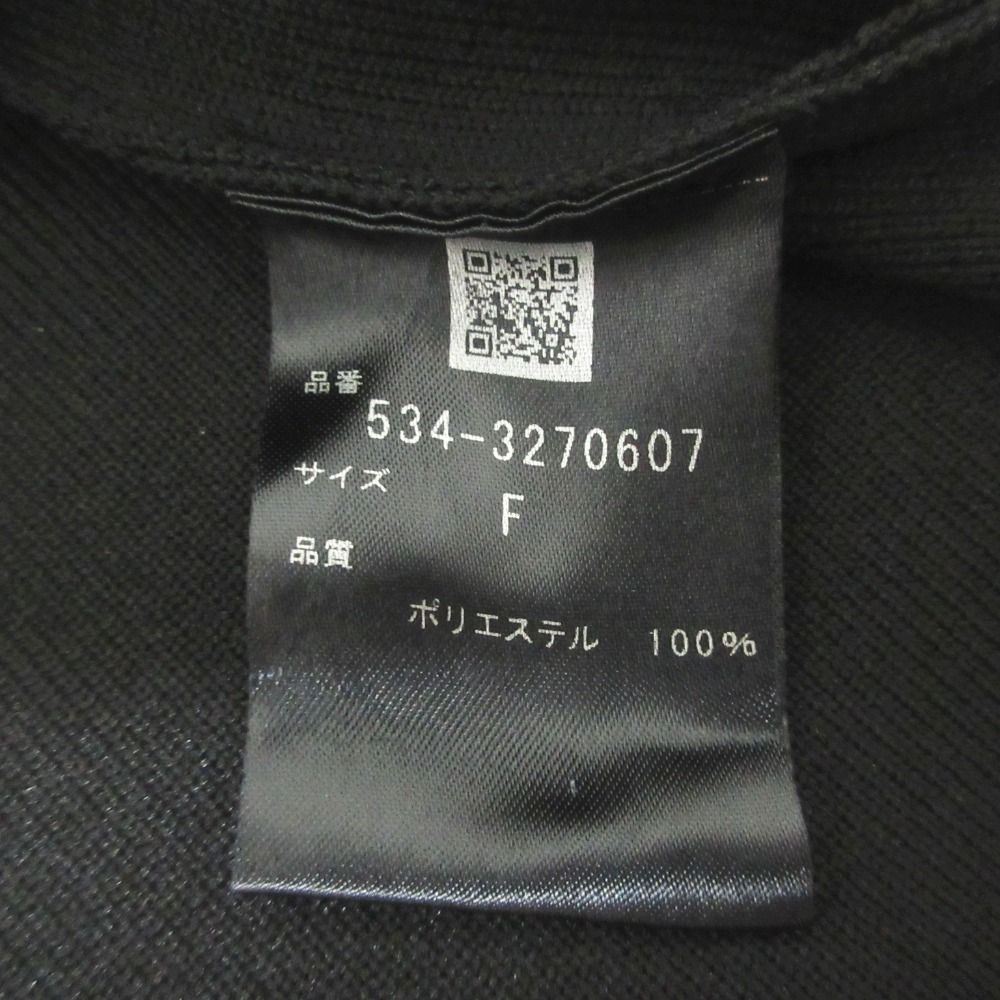 品番
534-3270607
サイズ
F
品質
ポリエステル 100%